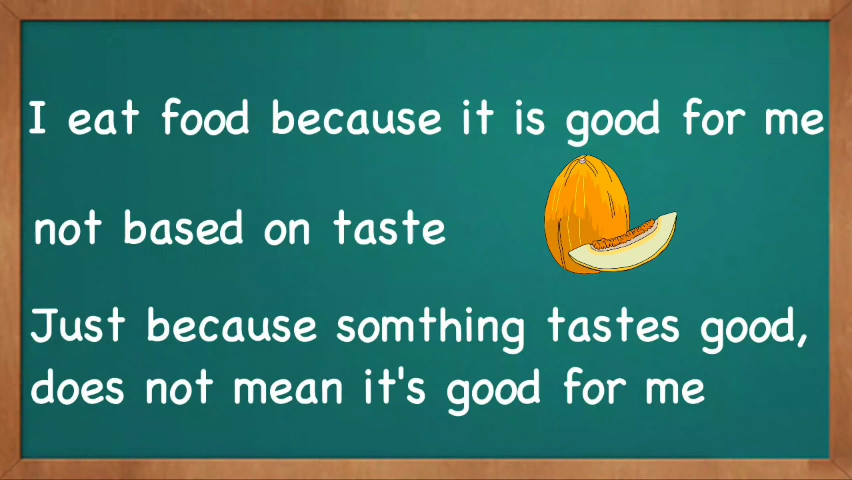 I eat food because it is good for me
not based on taste
Just because somthing tastes good,
does not mean it's good for me